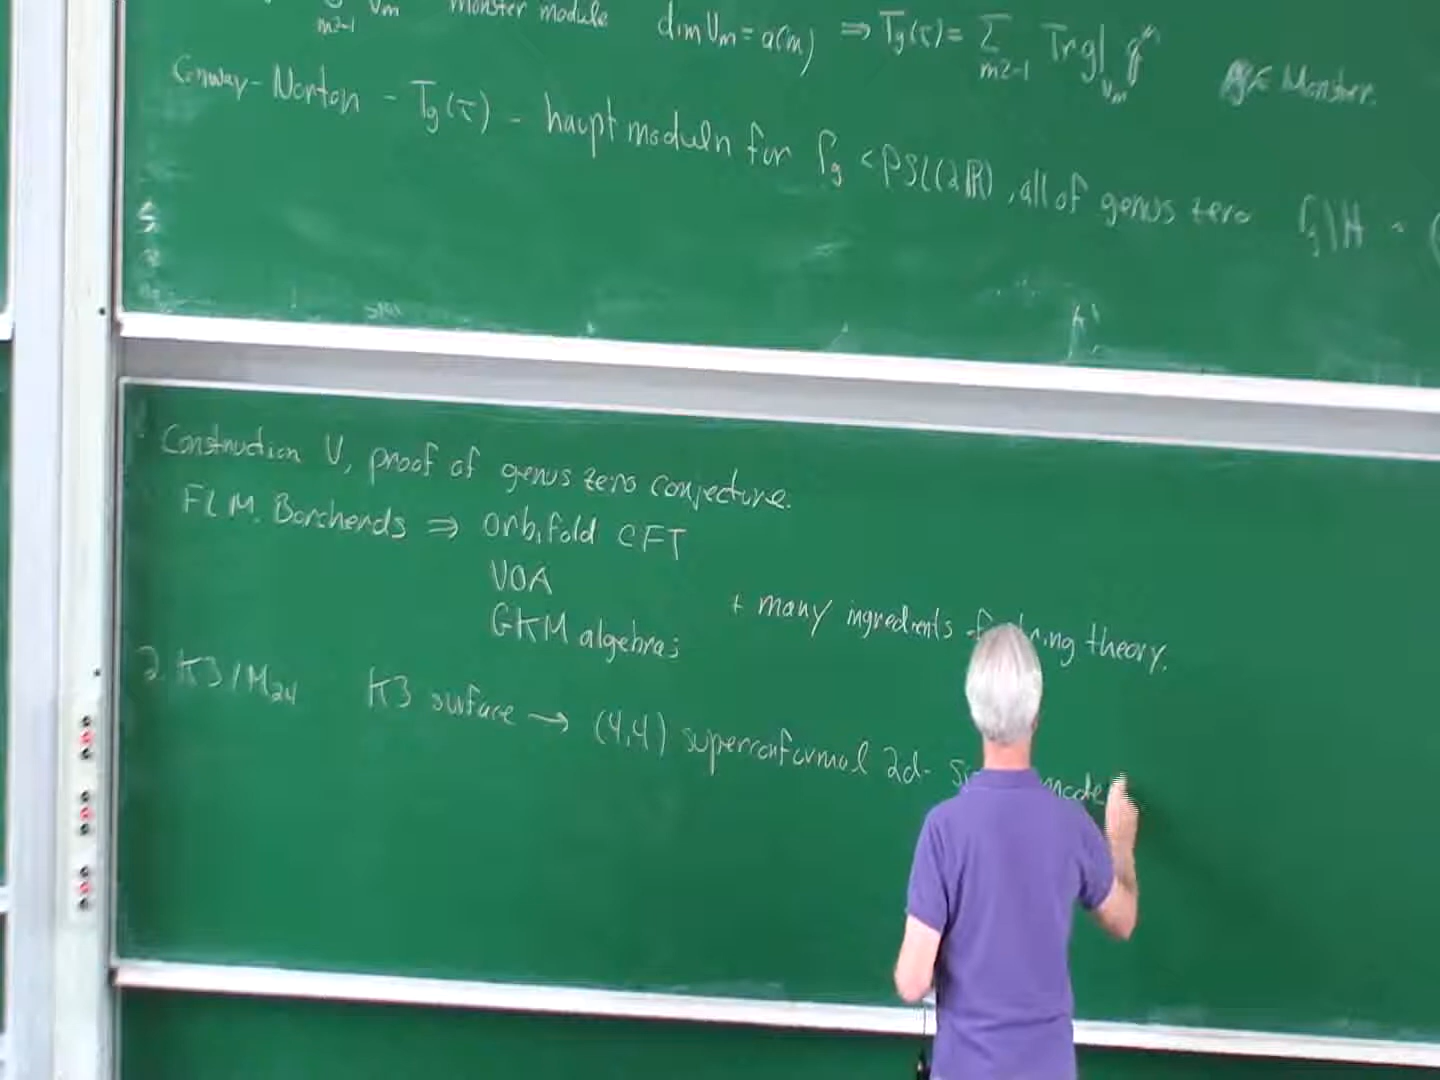 m≥-1 V_m monster module dim V_m = a(m) ⇒ T_g(τ) = Σ_{m≥-1} Tr g|_{V_m} q^m g ∈ Monster.
Conway-Norton - T_g(τ) - hauptmoduln for Γ_g < PSL(2,ℝ), all of genus zero Γ_g\H ~
Construction V, proof of genus zero conjecture.
FLM. Borcherds ⇒ orbifold CFT
VOA
+ many ingredients theory.
GKM algebras
2. K3/M_24 K3 surface → (4,4) superconformal 2d- mode